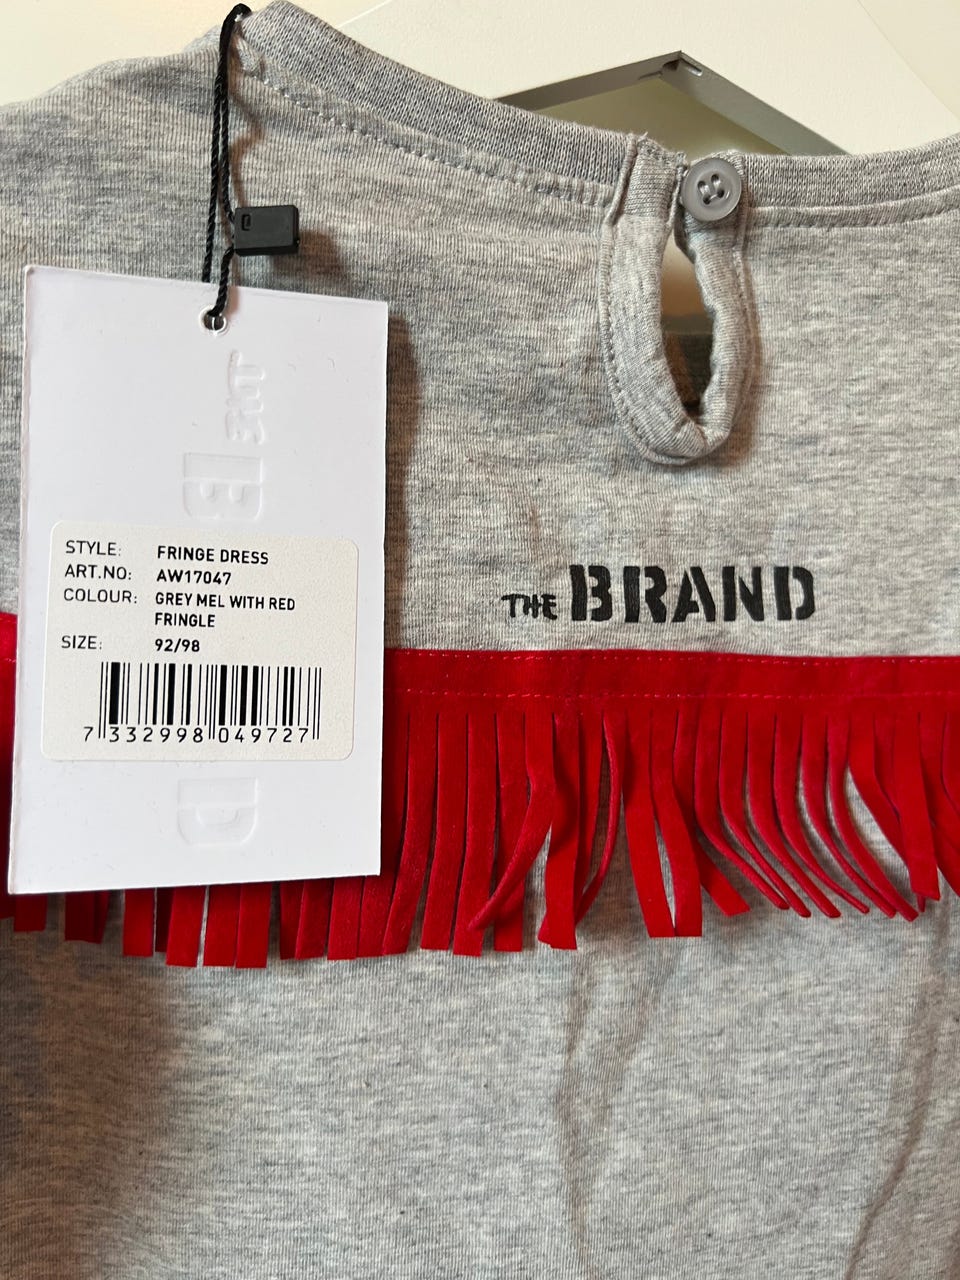 STYLE: FRINGE DRESS
ART.NO: AW17047
COLOUR: GREY MEL WITH RED
FRINGLE
SIZE: 92/98
7 332998 049727
THE BRAND
THE B
D